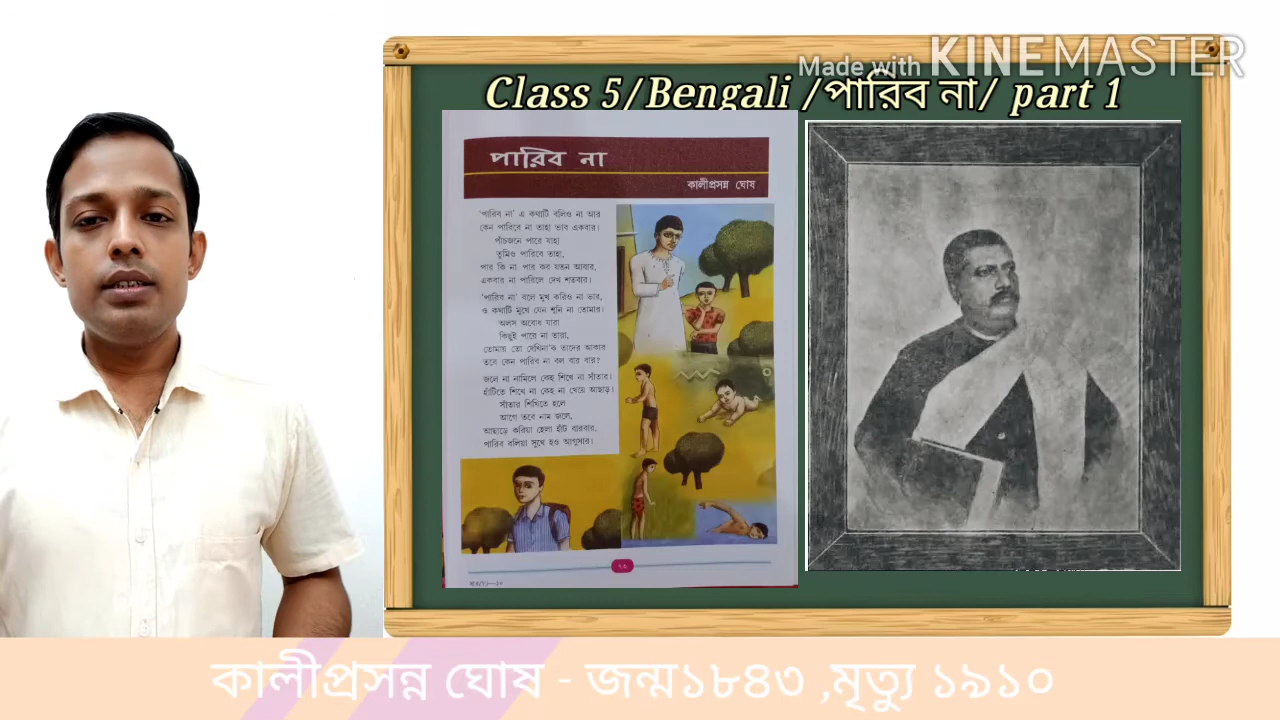 Made with KINEMASTER
Class 5/Bengali /পারিব না/ part 1
পারিব না
কালীপ্রসন্ন ঘোষ
'পারিব না' এ কথাটি বলিও না আর
কেন পারিবে না তাহা ভাব একবার।
পাঁচজনে পারে যাহা
তুমিও পারিবে তাহা,
পার কি না পার কর যতন আবার,
একবার না পারিলে দেখ শতবার।
'পারিব না' বলে মুখ করিও না ভার,
ও কথাটি মুখে যেন শুনি না তোমার।
অলস অবোধ যারা
কিছুই পারে না তারা,
তোমায় তো দেখিনা'ক তাদের আকার
তবে কেন পারিব না বল বার বার?
জলে না নামিলে কেহ শিখে না সাঁতার।
হাঁটিতে শিখে না কেহ না খেয়ে আছাড়।
সাঁতার শিখিতে হলে
আগে তবে নাম জলে,
আছাড়ে করিয়া হেলা হাঁট বারবার,
পারিব বলিয়া সুখে হও আগুসার।
কালীপ্রসন্ন ঘোষ - জন্ম১৮৪৩ ,মৃত্যু ১৯১০